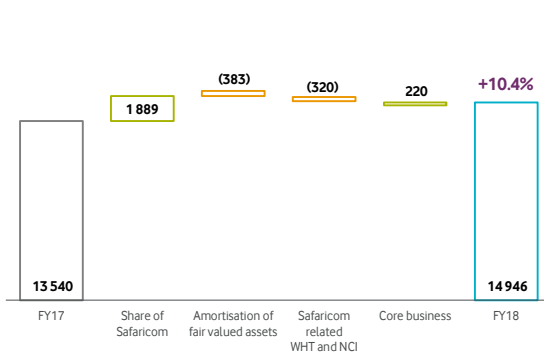 (383)
(320)
220
+10.4%
1 889
13 540
14 946
FY17
Share of
Safaricom
Amortisation of
fair valued assets
Safaricom
related
WHT and NCI
Core business
FY18